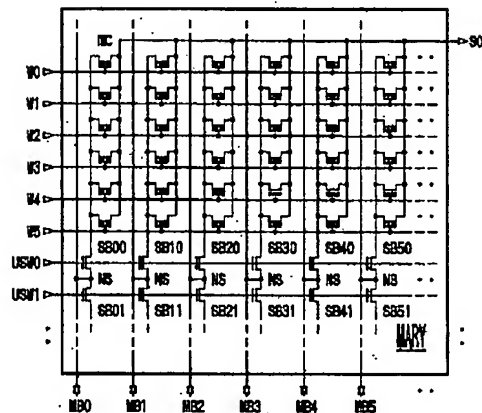 MC
SO
W0
W1
W2
W3
W4
W5
SB00 SB10 SB20 SB30 SB40 SB50
USW0
NS NS NS NS NS NS
USW1
SB01 SB11 SB21 SB31 SB41 SB51
MARY
MB0 MB1 MB2 MB3 MB4 MB5